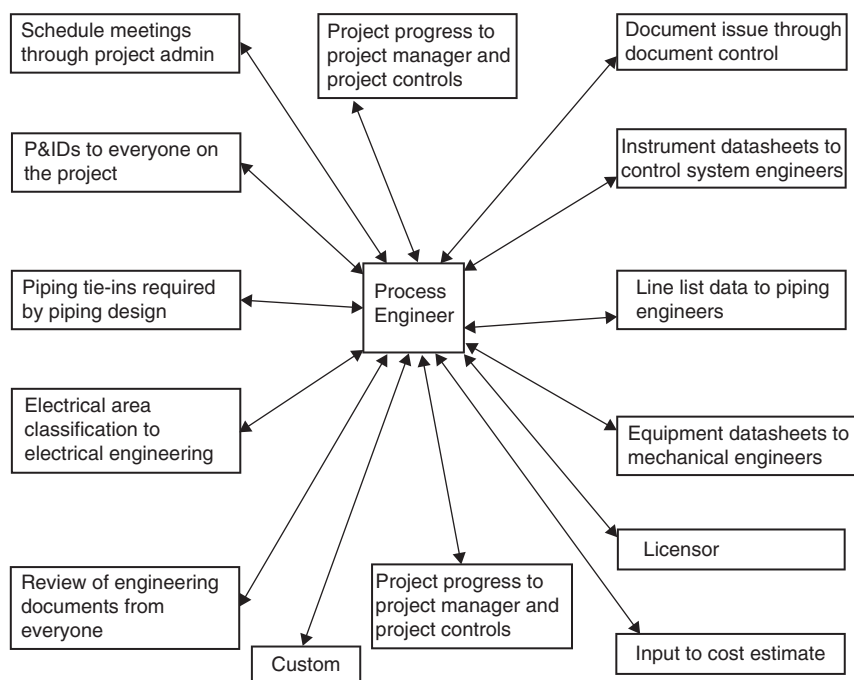 Schedule meetings
through project admin
Project progress to
project manager and
project controls
Document issue through
document control
P&IDs to everyone on
the project
Instrument datasheets to
control system engineers
Process
Engineer
Piping tie-ins required
by piping design
Line list data to piping
engineers
Electrical area
classification to
electrical engineering
Equipment datasheets to
mechanical engineers
Licensor
Review of engineering
documents from
everyone
Project progress to
project manager and
project controls
Custom
Input to cost estimate